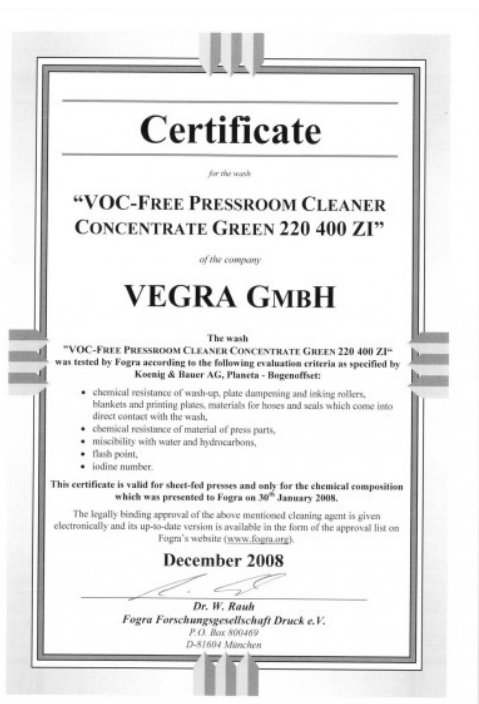 Certificate
for the wash
“VOC-FREE PRESSROOM CLEANER
CONCENTRATE GREEN 220 400 ZI”
of the company
VEGRA GMBH
The wash
"VOC-FREE PRESSROOM CLEANER CONCENTRATE GREEN 220 400 ZI“
was tested by Fogra according to the following evaluation criteria as specified by
Koenig & Bauer AG, Planeta - Bogenoffset:
• chemical resistance of wash-up, plate dampening and inking rollers,
blankets and printing plates, materials for hoses and seals which come into
direct contact with the wash,
• chemical resistance of material of press parts,
• miscibility with water and hydrocarbons,
• flash point,
• iodine number.
This certificate is valid for sheet-fed presses and only for the chemical composition
which was presented to Fogra on 30th January 2008.
The legally binding approval of the above mentioned cleaning agent is given
electronically and its up-to-date version is available in the form of the approval list on
Fogra's website (www.fogra.org).
December 2008
Dr. W. Rauh
Fogra Forschungsgesellschaft Druck e.V.
P.O. Box 800469
D-81604 München